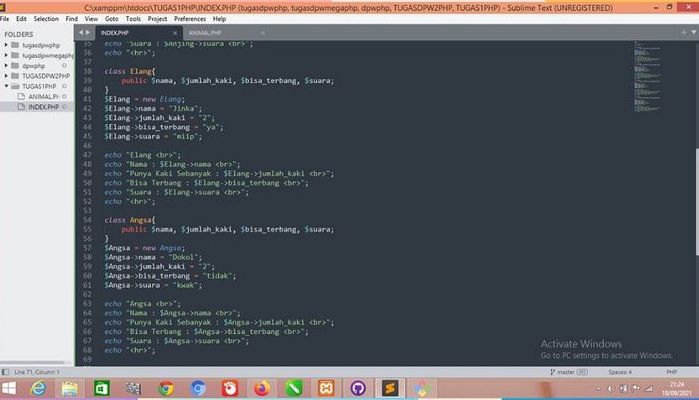 C:\xamppm\htdocs\TUGAS1PHP\INDEX.PHP (tugasdpwphp, tugasdpwmegaphp, dpwphp, TUGASDPW2PHP, TUGAS1PHP) - Sublime Text (UNREGISTERED)
File Edit Selection Find View Goto Tools Project Preferences Help
FOLDERS
tugasdpwphp
tugasdpwmegaphp
dpwphp
TUGASDPW2PHP
TUGAS1PHP
ANIMAL.PH
INDEX.PHP
INDEX.PHP
ANIMAL.PHP
35 echo "Suara : $Anjing->suara <br>";
36 echo "<hr>";
37
38 class Elang{
39 public $nama, $jumlah_kaki, $bisa_terbang, $suara;
40 }
41 $Elang = new Elang;
42 $Elang->nama = "Jinka";
43 $Elang->jumlah_kaki = "2";
44 $Elang->bisa_terbang = "ya";
45 $Elang->suara = "miip";
46
47 echo "Elang <br>";
48 echo "Nama : $Elang->nama <br>";
49 echo "Punya Kaki Sebanyak : $Elang->jumlah_kaki <br>";
50 echo "Bisa Terbang : $Elang->bisa_terbang <br>";
51 echo "Suara : $Elang->suara <br>";
52 echo "<hr>";
53
54 class Angsa{
55 public $nama, $jumlah_kaki, $bisa_terbang, $suara;
56 }
57 $Angsa = new Angsa;
58 $Angsa->nama = "Dokol";
59 $Angsa->jumlah_kaki = "2";
60 $Angsa->bisa_terbang = "tidak";
61 $Angsa->suara = "kwak";
62
63 echo "Angsa <br>";
64 echo "Nama : $Angsa->nama <br>";
65 echo "Punya Kaki Sebanyak : $Angsa->jumlah_kaki <br>";
66 echo "Bisa Terbang : $Angsa->bisa_terbang <br>";
67 echo "Suara : $Angsa->suara <br>";
68 echo "<hr>";
69
Activate Windows
Go to PC settings to activate Windows.
Line 71, Column 1
master
Spaces: 4
PHP
21:24
18/09/2021